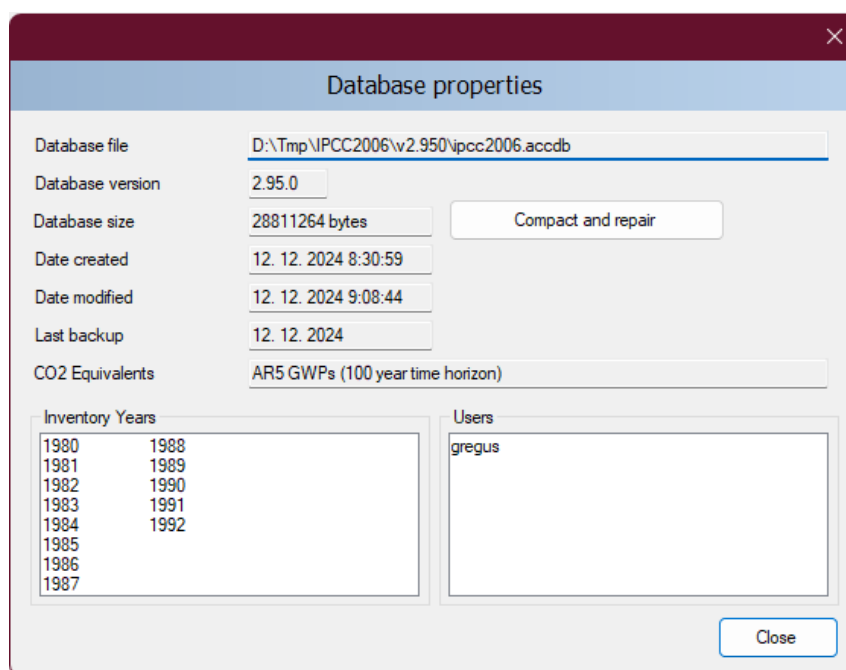 Database properties
Database file D:\Tmp\IPCC2006\v2.950\ipcc2006.accdb
Database version 2.95.0
Database size 28811264 bytes Compact and repair
Date created 12. 12. 2024 8:30:59
Date modified 12. 12. 2024 9:08:44
Last backup 12. 12. 2024
CO2 Equivalents AR5 GWPs (100 year time horizon)
Inventory Years Users
1980 1988 gregus
1981 1989
1982 1990
1983 1991
1984 1992
1985
1986
1987
Close